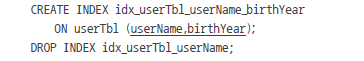 CREATE INDEX idx_userTbl_userName_birthYear
ON userTbl (userName,birthYear);
DROP INDEX idx_userTbl_userName;